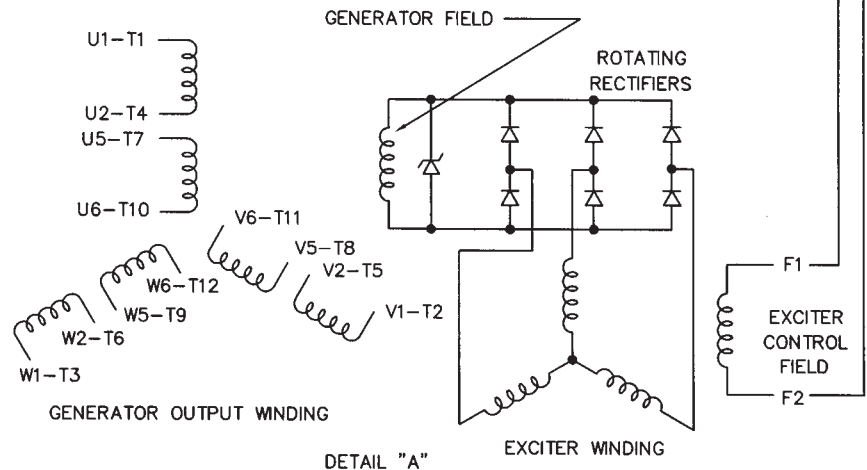 GENERATOR FIELD
U1-T1
ROTATING
RECTIFIERS
U2-T4
U5-T7
U6-T10
V6-T11
V5-T8
V2-T5
V1-T2
W6-T12
W5-T9
W2-T6
W1-T3
F1
EXCITER
CONTROL
FIELD
F2
GENERATOR OUTPUT WINDING
EXCITER WINDING
DETAIL "A"